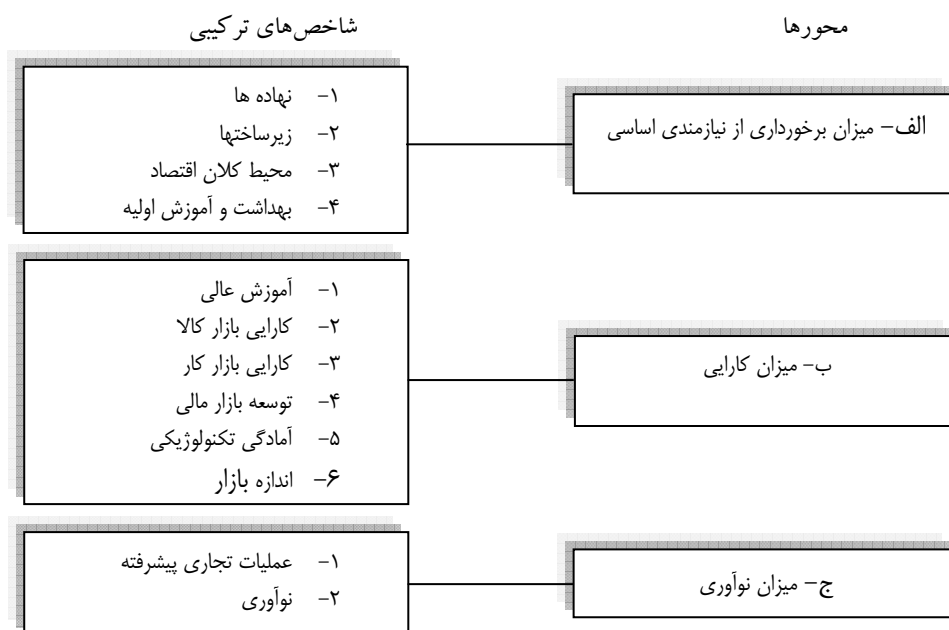 محورها
شاخص‌های ترکیبی
الف- میزان برخورداری از نیازمندی اساسی
۱- نهاده ها
۲- زیرساختها
۳- محیط کلان اقتصاد
۴- بهداشت و آموزش اولیه
ب- میزان کارایی
۱- آموزش عالی
۲- کارایی بازار کالا
۳- کارایی بازار کار
۴- توسعه بازار مالی
۵- آمادگی تکنولوژیکی
۶- اندازه بازار
ج- میزان نوآوری
۱- عملیات تجاری پیشرفته
۲- نوآوری